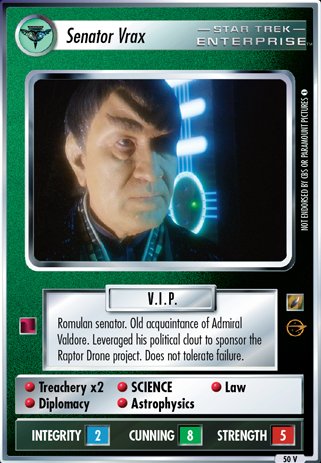 Senator Vrax
STAR TREK
ENTERPRISE™
NOT ENDORSED BY CBS OR PARAMOUNT PICTURES
V.I.P.
Romulan senator. Old acquaintance of Admiral
Valdore. Leveraged his political clout to sponsor the
Raptor Drone project. Does not tolerate failure.
Treachery x2 SCIENCE Law
Diplomacy Astrophysics
INTEGRITY 2 CUNNING 8 STRENGTH 5
50 V